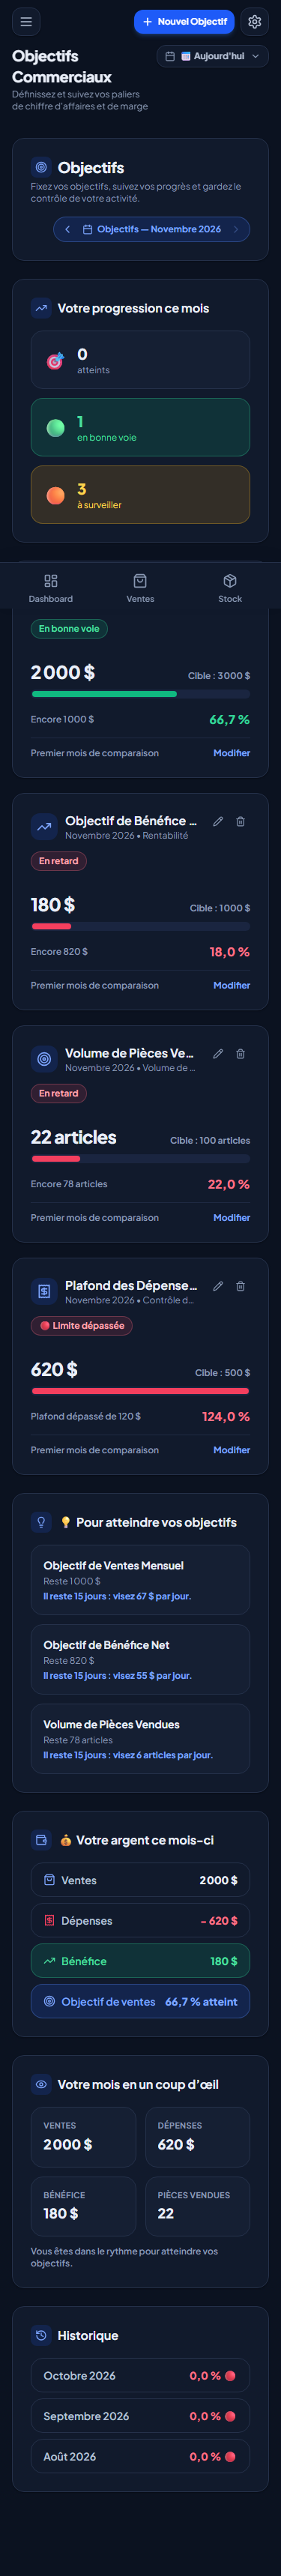 Nouvel Objectif
Objectifs
Commerciaux
Aujourd'hui
Définissez et suivez vos paliers
de chiffre d'affaires et de marge
Objectifs
Fixez vos objectifs, suivez vos progrès et gardez le
contrôle de votre activité.
Objectifs — Novembre 2026
Votre progression ce mois
0
atteints
1
en bonne voie
3
à surveiller
Dashboard
Ventes
Stock
En bonne voie
2 000 $
Cible : 3 000 $
Encore 1 000 $
66,7 %
Premier mois de comparaison
Modifier
Objectif de Bénéfice ...
Novembre 2026 • Rentabilité
En retard
180 $
Cible : 1 000 $
Encore 820 $
18,0 %
Premier mois de comparaison
Modifier
Volume de Pièces Ve...
Novembre 2026 • Volume de ...
En retard
22 articles
Cible : 100 articles
Encore 78 articles
22,0 %
Premier mois de comparaison
Modifier
Plafond des Dépense...
Novembre 2026 • Contrôle d...
Limite dépassée
620 $
Cible : 500 $
Plafond dépassé de 120 $
124,0 %
Premier mois de comparaison
Modifier
Pour atteindre vos objectifs
Objectif de Ventes Mensuel
Reste 1 000 $
Il reste 15 jours : visez 67 $ par jour.
Objectif de Bénéfice Net
Reste 820 $
Il reste 15 jours : visez 55 $ par jour.
Volume de Pièces Vendues
Reste 78 articles
Il reste 15 jours : visez 6 articles par jour.
Votre argent ce mois-ci
Ventes
2 000 $
Dépenses
- 620 $
Bénéfice
180 $
Objectif de ventes
66,7 % atteint
Votre mois en un coup d'œil
VENTES
2 000 $
DÉPENSES
620 $
BÉNÉFICE
180 $
PIÈCES VENDUES
22
Vous êtes dans le rythme pour atteindre vos
objectifs.
Historique
Octobre 2026
0,0 %
Septembre 2026
0,0 %
Août 2026
0,0 %